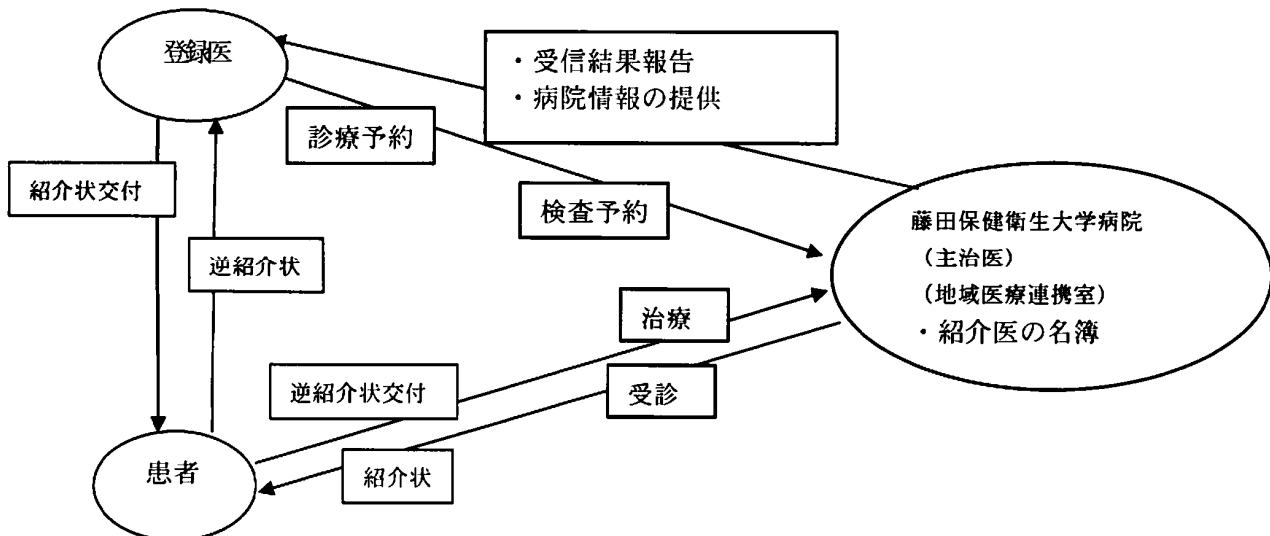 登録医
・受信結果報告
・病院情報の提供
診療予約
紹介状交付
検査予約
藤田保健衛生大学病院
（主治医）
（地域医療連携室）
・紹介医の名簿
逆紹介状
治療
逆紹介状交付
受診
患者
紹介状